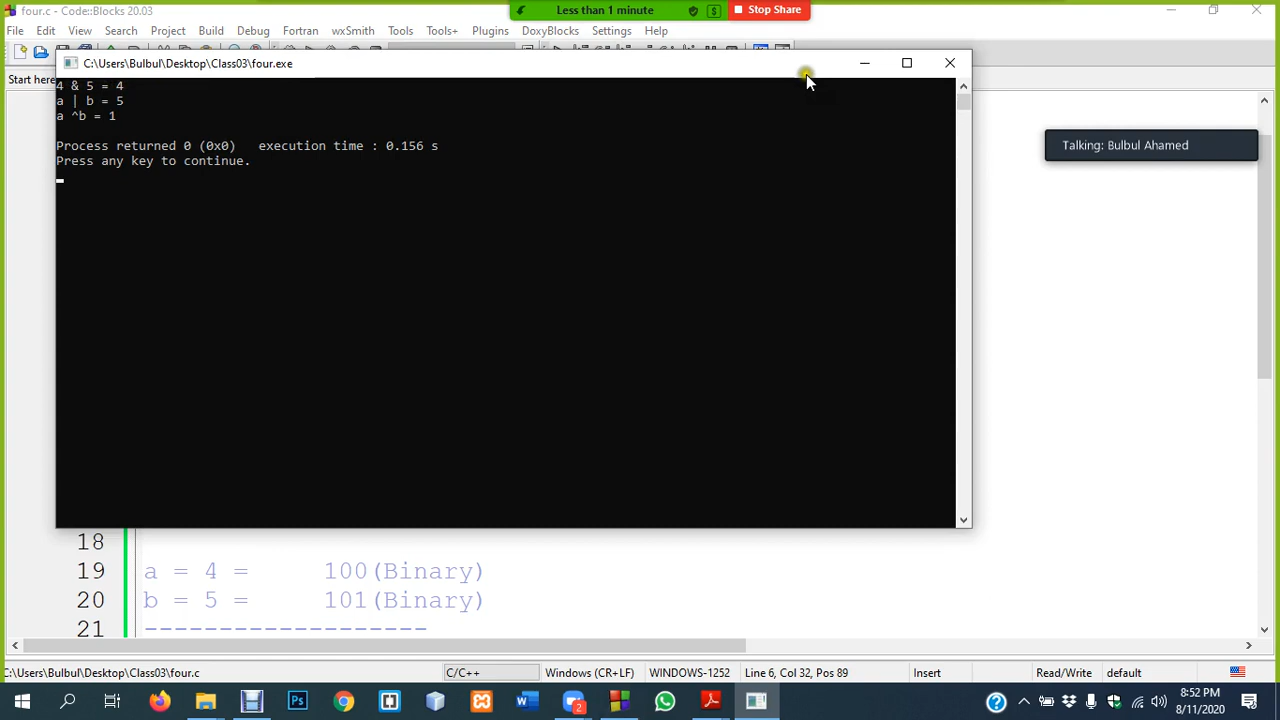 four.c - Code::Blocks 20.03
Less than 1 minute
Stop Share
File Edit View Search Project Build Debug Fortran wxSmith Tools Tools+ Plugins DoxyBlocks Settings Help
Start here
C:\Users\Bulbul\Desktop\Class03\four.exe
4 & 5 = 4
a | b = 5
a ^b = 1
Process returned 0 (0x0)   execution time : 0.156 s
Press any key to continue.
Talking: Bulbul Ahamed
18
19 a = 4 =     100(Binary)
20 b = 5 =     101(Binary)
21 -------------------
C:\Users\Bulbul\Desktop\Class03\four.c C/C++ Windows (CR+LF) WINDOWS-1252 Line 6, Col 32, Pos 89 Insert Read/Write default
8:52 PM
8/11/2020